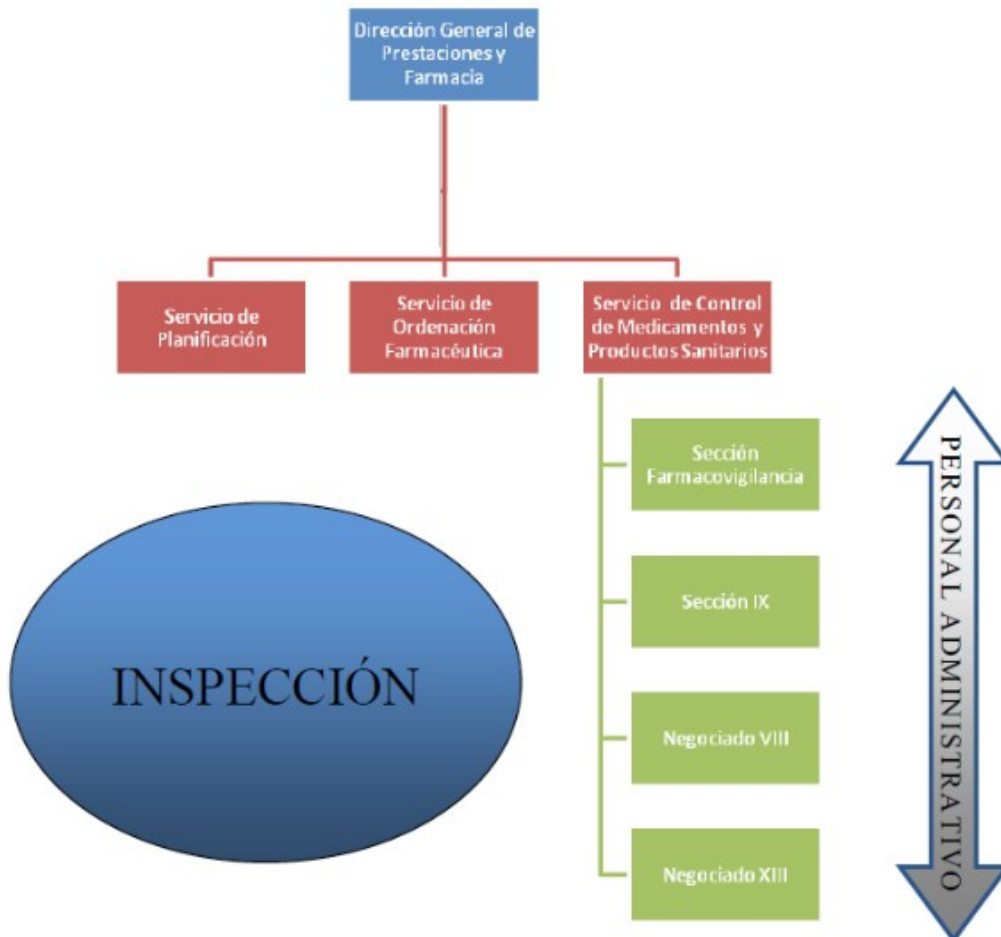 Dirección General de
Prestaciones y
Farmacia
Servicio de
Planificación
Servicio de
Ordenación
Farmacéutica
Servicio de Control
de Medicamentos y
Productos Sanitarios
Sección
Farmacovigilancia
Sección IX
Negociado VIII
Negociado XIII
INSPECCIÓN
PERSONAL ADMINISTRATIVO